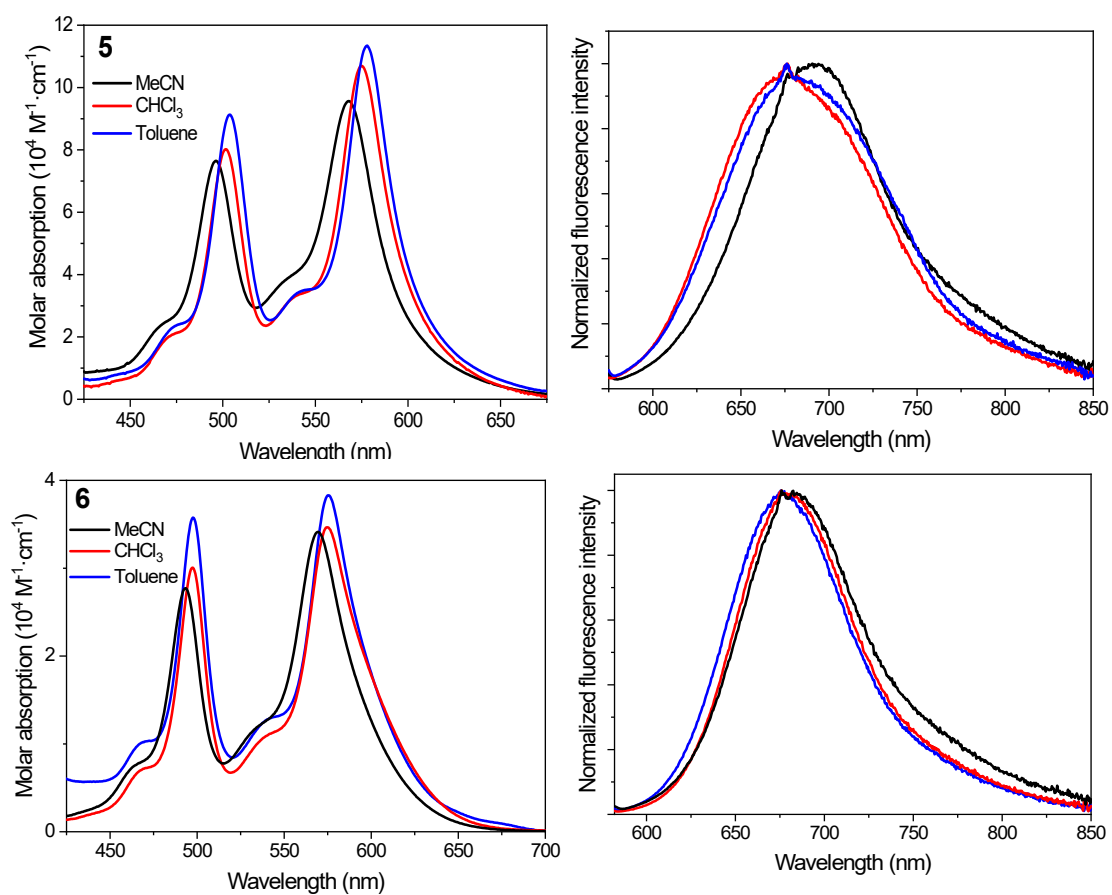 5
MeCN
CHCl₃
Toluene
Molar absorption (10⁴ M⁻¹·cm⁻¹)
0
2
4
6
8
10
12
450
500
550
600
650
Wavelength (nm)
Normalized fluorescence intensity
600
650
700
750
800
850
Wavelength (nm)
6
MeCN
CHCl₃
Toluene
Molar absorption (10⁴ M⁻¹·cm⁻¹)
0
2
4
450
500
550
600
650
700
Wavelength (nm)
Normalized fluorescence intensity
600
650
700
750
800
850
Wavelength (nm)